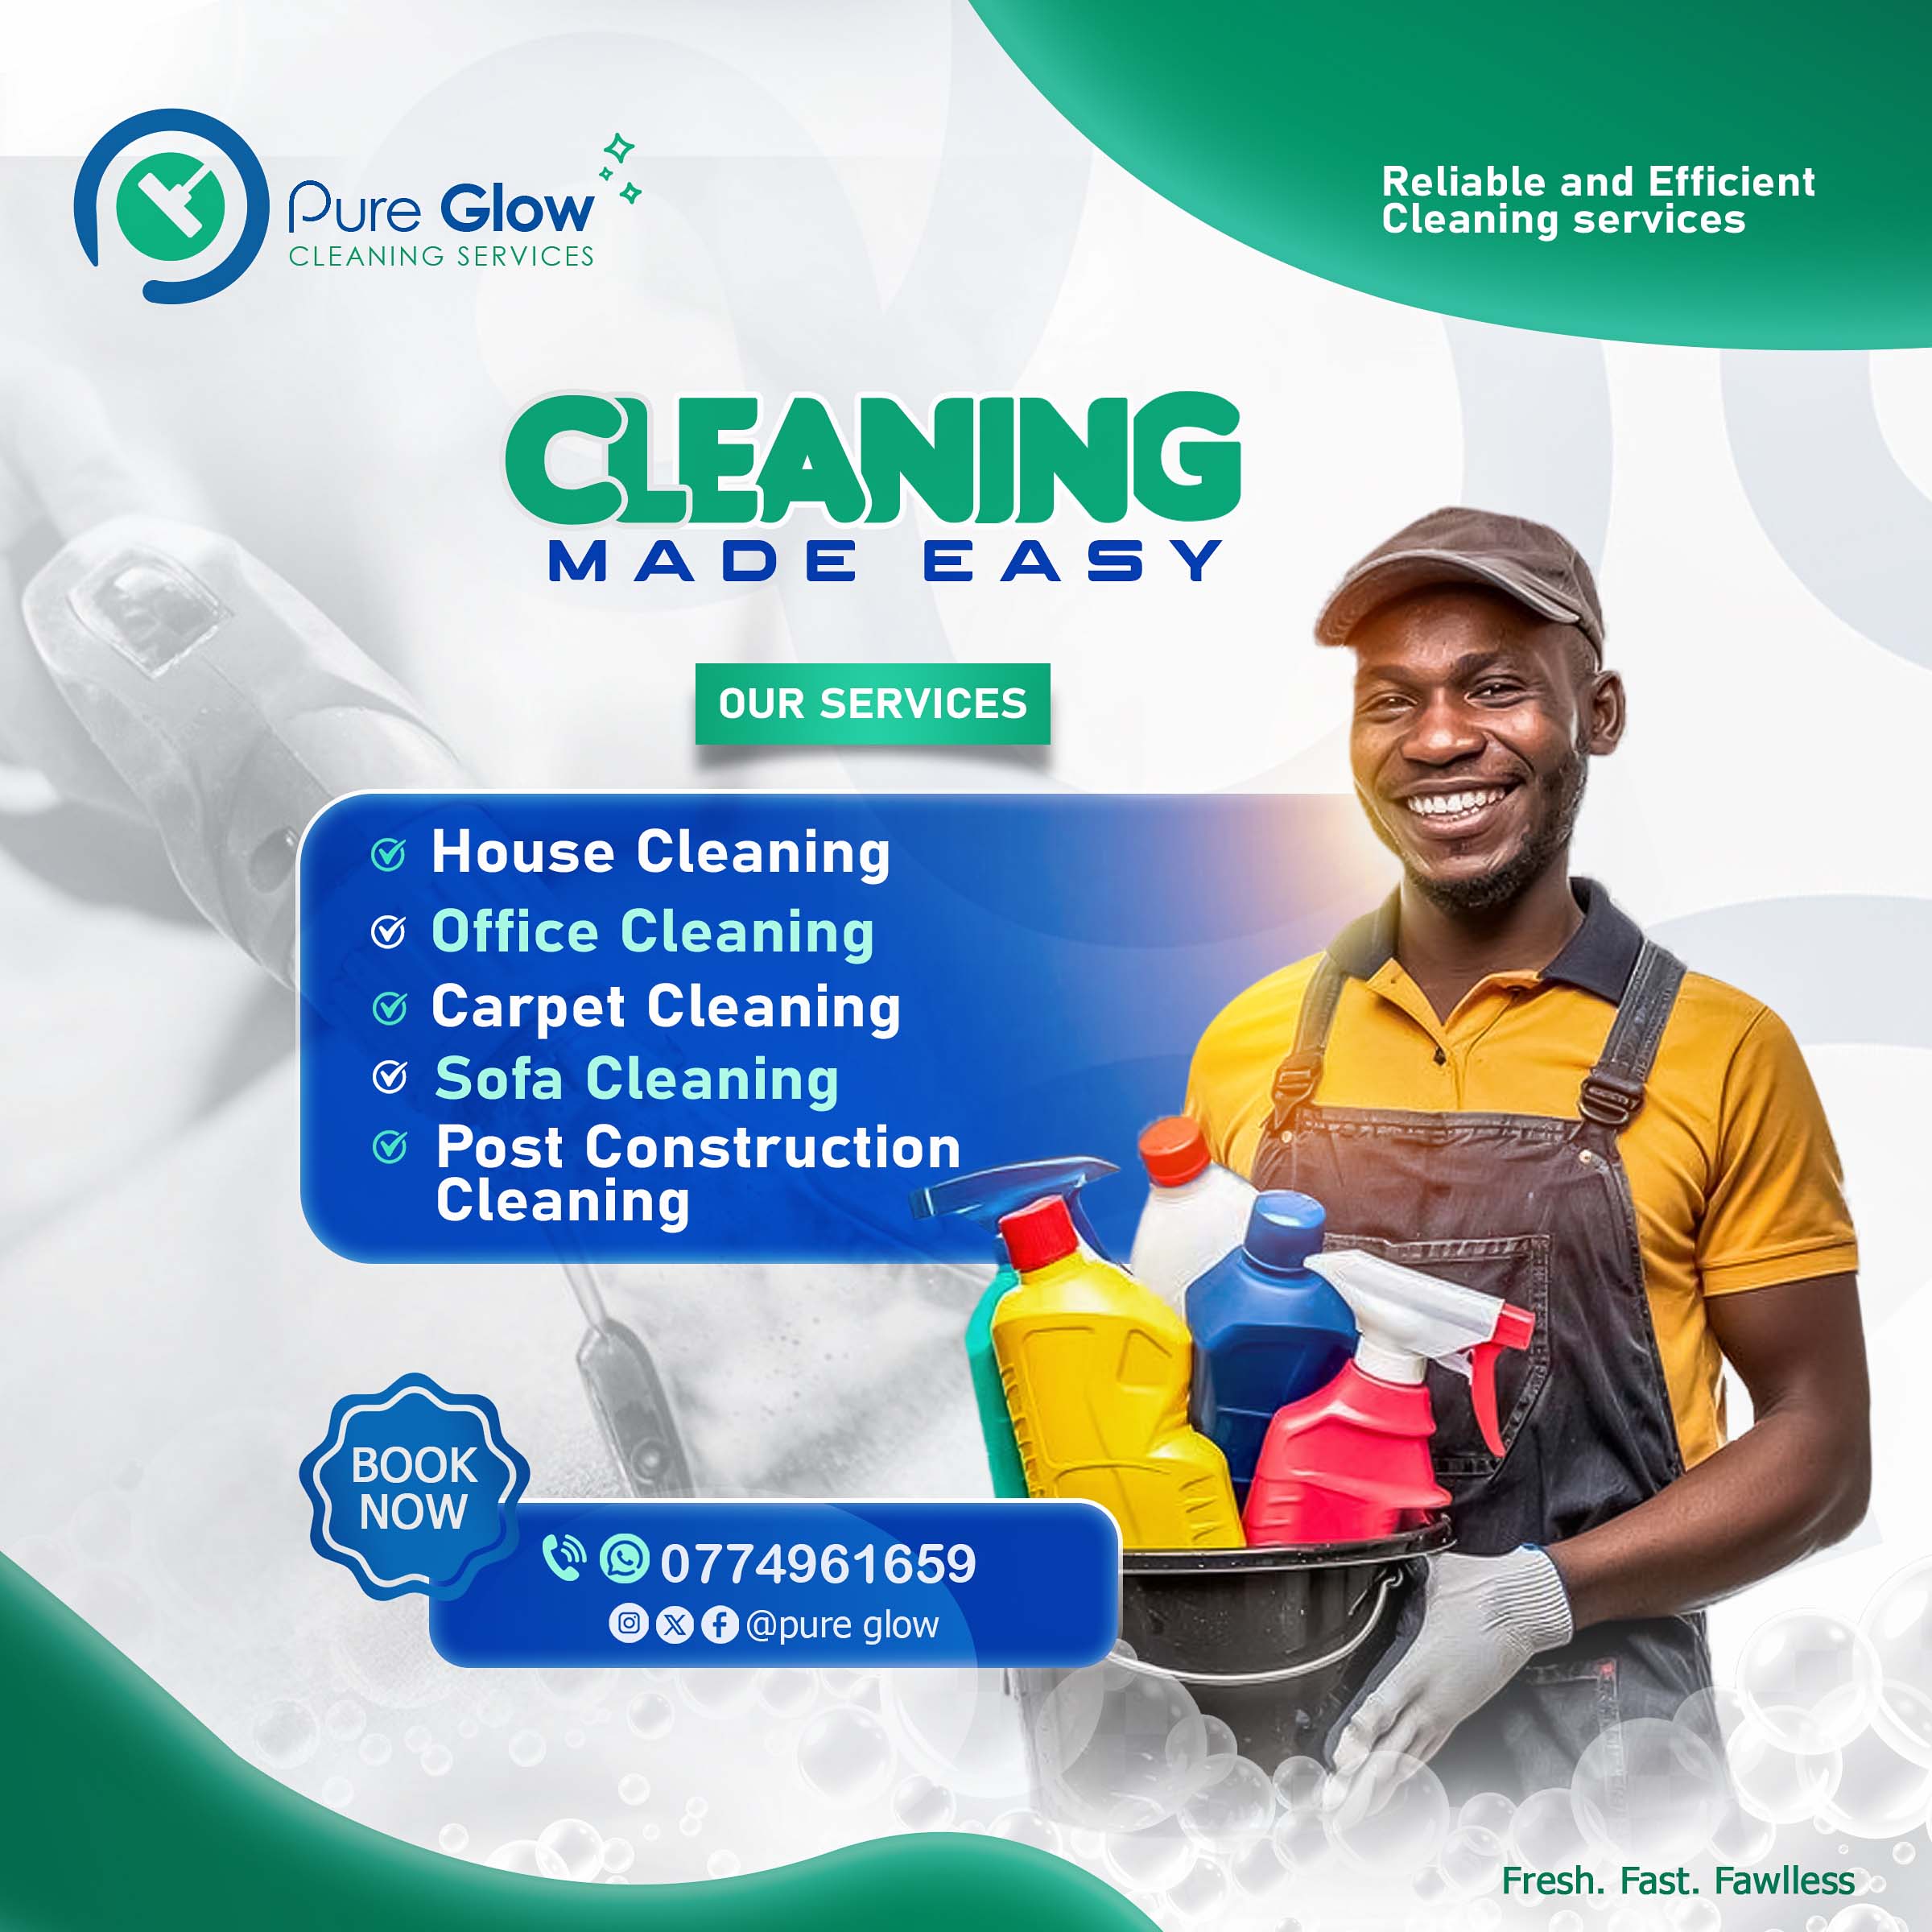 Pure Glow
CLEANING SERVICES
Reliable and Efficient
Cleaning services
CLEANING
MADE EASY
OUR SERVICES
House Cleaning
Office Cleaning
Carpet Cleaning
Sofa Cleaning
Post Construction
Cleaning
BOOK
NOW
0774961659
@pure glow
Fresh. Fast. Fawlless